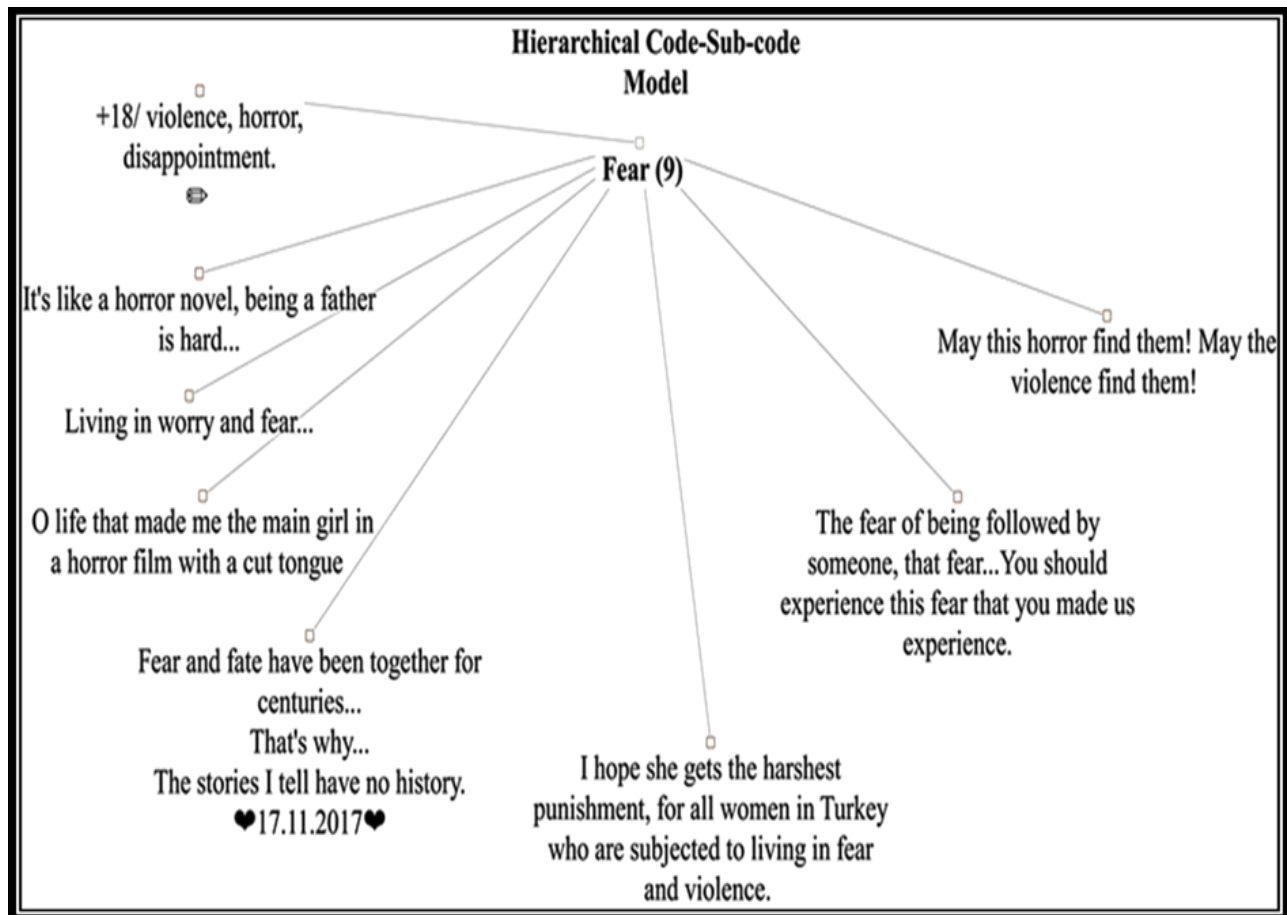 Hierarchical Code-Sub-code
Model
+18/ violence, horror,
disappointment.
Fear (9)
It's like a horror novel, being a father
is hard...
May this horror find them! May the
violence find them!
Living in worry and fear...
O life that made me the main girl in
a horror film with a cut tongue
The fear of being followed by
someone, that fear...You should
experience this fear that you made us
experience.
Fear and fate have been together for
centuries...
That's why...
The stories I tell have no history.
❤17.11.2017❤
I hope she gets the harshest
punishment, for all women in Turkey
who are subjected to living in fear
and violence.